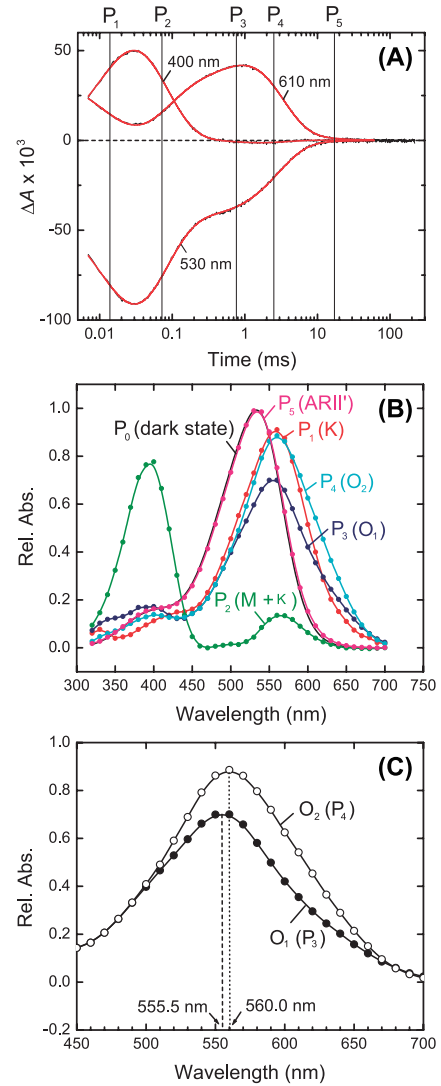 P1 P2 P3 P4 P5
(A)
50
0
-50
-100
ΔA x 10³
400 nm
610 nm
530 nm
0.01 0.1 1 10 100
Time (ms)
(B)
1.0
0.8
0.6
0.4
0.2
0.0
Rel. Abs.
P0 (dark state)
P5 (ARII')
P1 (K)
P4 (O2)
P3 (O1)
P2 (M + K)
300 350 400 450 500 550 600 650 700 750
Wavelength (nm)
(C)
1.0
0.8
0.6
0.4
0.2
0.0
-0.2
Rel. Abs.
O2 (P4)
O1 (P3)
555.5 nm
560.0 nm
450 500 550 600 650 700
Wavelength (nm)